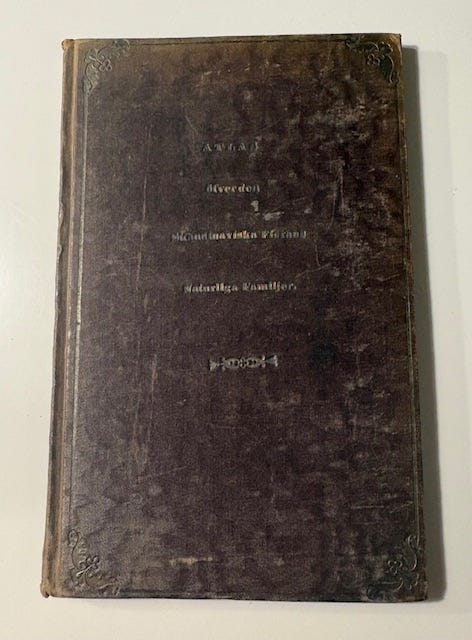 ATLAS
öfver den
Skandinaviska Florans
Naturliga Familjer.